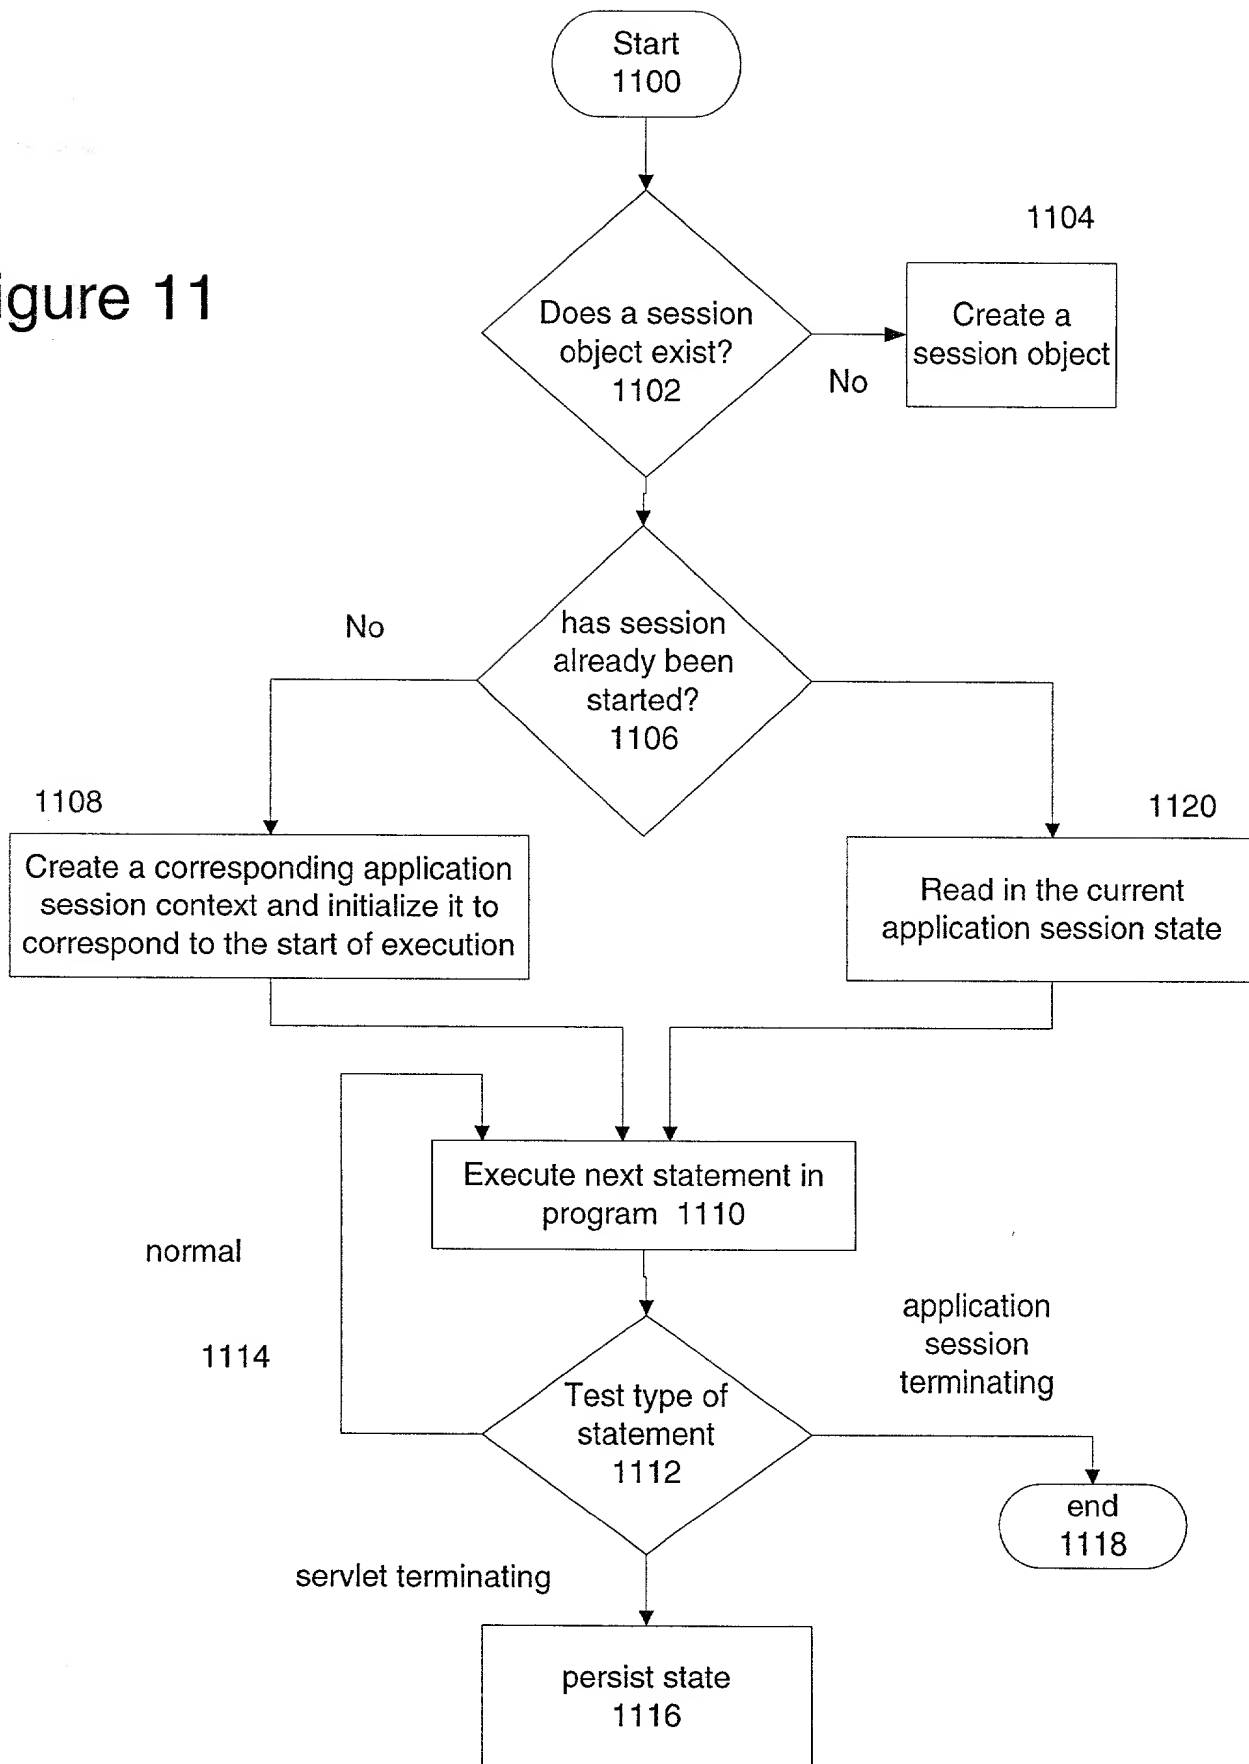 Start
1100
1104
igure 11
Does a session
object exist?
1102
Create a
session object
No
No
has session
already been
started?
1106
1108
1120
Create a corresponding application
session context and initialize it to
correspond to the start of execution
Read in the current
application session state
Execute next statement in
program 1110
normal
1114
application
session
terminating
Test type of
statement
1112
end
1118
servlet terminating
persist state
1116